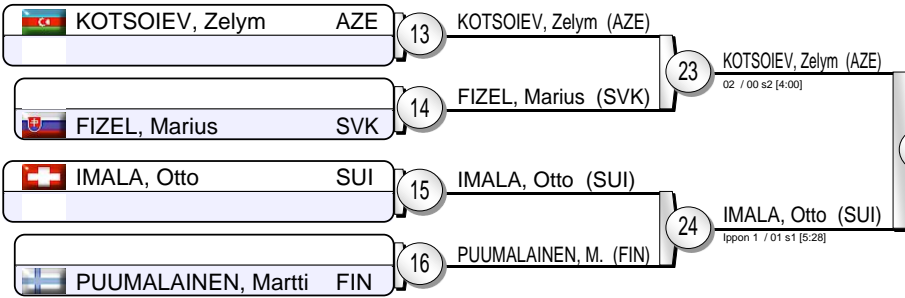 KOTSOIEV, Zelym AZE
13
KOTSOIEV, Zelym (AZE)
23
KOTSOIEV, Zelym (AZE)
02 / 00 s2 [4:00]
14
FIZEL, Marius (SVK)
FIZEL, Marius SVK
IMALA, Otto SUI
15
IMALA, Otto (SUI)
24
IMALA, Otto (SUI)
Ippon 1 / 01 s1 [5:28]
16
PUUMALAINEN, M. (FIN)
PUUMALAINEN, Martti FIN